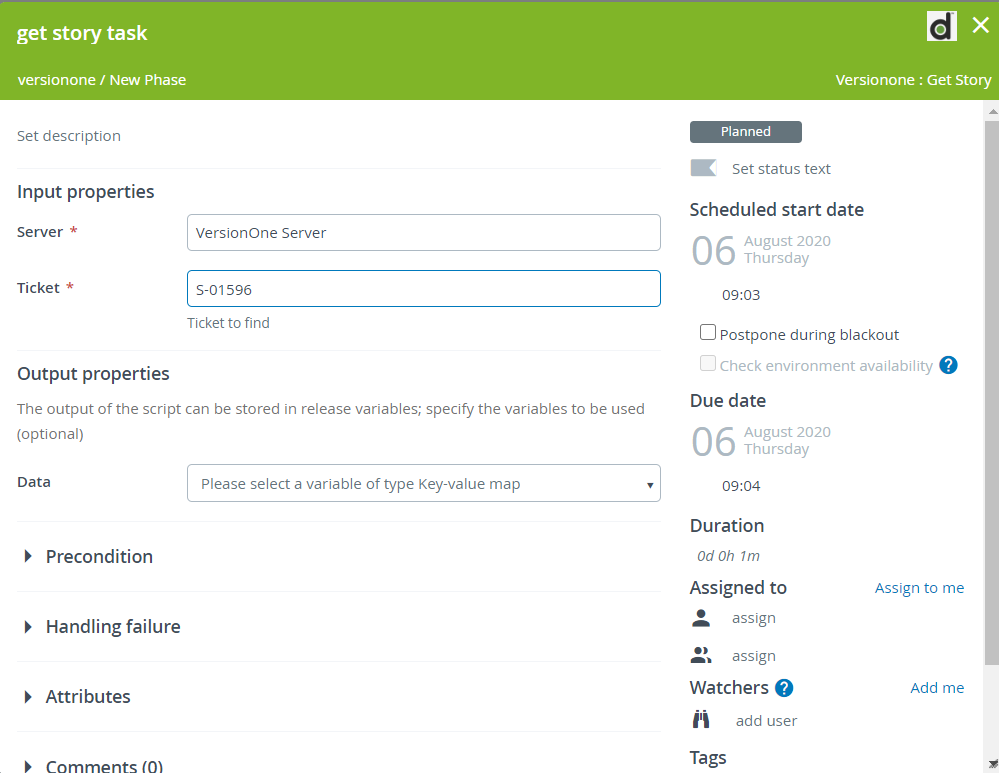 get story task
d
versionone / New Phase
Versionone : Get Story
Set description
Input properties
Server *
VersionOne Server
Ticket *
S-01596
Ticket to find
Output properties
The output of the script can be stored in release variables; specify the variables to be used
(optional)
Data
Please select a variable of type Key-value map
Precondition
Handling failure
Attributes
Comments (0)
Planned
Set status text
Scheduled start date
06
August 2020
Thursday
09:03
Postpone during blackout
Check environment availability ?
Due date
06
August 2020
Thursday
09:04
Duration
0d 0h 1m
Assigned to
Assign to me
assign
assign
Watchers ?
Add me
add user
Tags